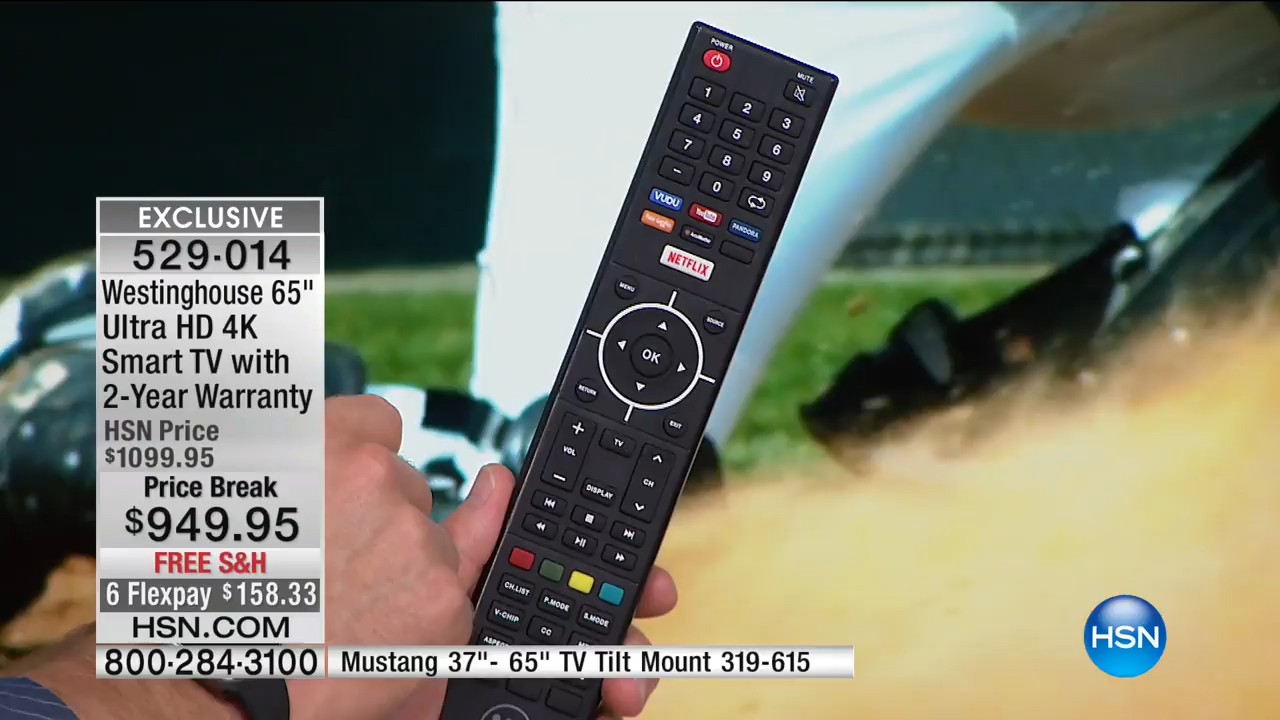 EXCLUSIVE
529-014
Westinghouse 65"
Ultra HD 4K
Smart TV with
2-Year Warranty
HSN Price
$1099.95
Price Break
$949.95
FREE S&H
6 Flexpay $158.33
HSN.COM
800-284-3100
Mustang 37"- 65" TV Tilt Mount 319-615
HSN
POWER
MUTE
1 2 3
4 5 6
7 8 9
- 0
VUDU YouTube PANDORA
NETFLIX
MENU
SOURCE
OK
RETURN
EXIT
+ TV
VOL CH
-
DISPLAY
CH.LIST P.MODE S.MODE
V-CHIP CC